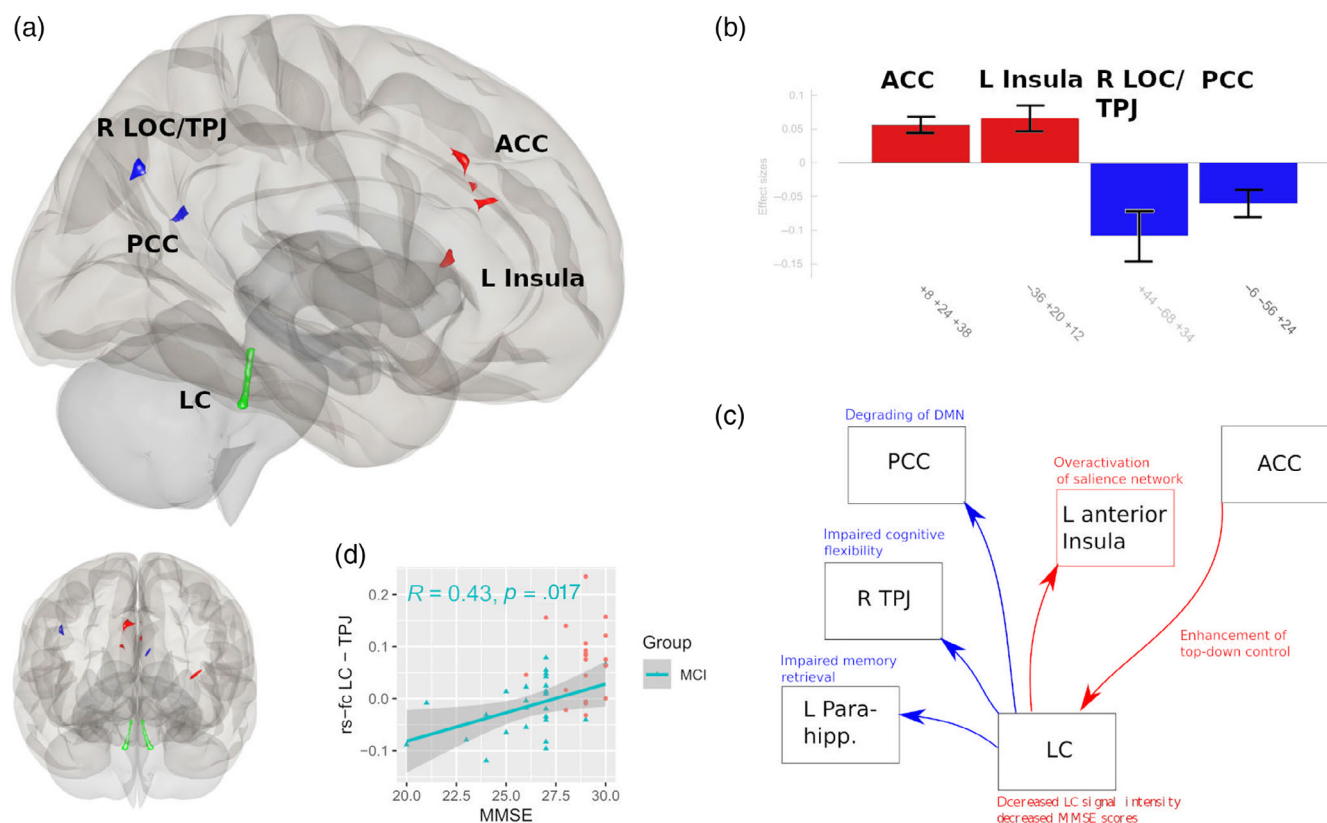 (a)
R LOC/TPJ
ACC
PCC
L Insula
LC
(b)
ACC
L Insula
R LOC/
TPJ
PCC
Effect sizes
0.1
0.05
0
−0.05
−0.1
−0.15
+8 +24 +38
−36 +20 +12
+44 −68 +34
−6 −56 +24
(c)
Degrading of DMN
PCC
Overactivation
of salience network
L anterior
Insula
ACC
Impaired cognitive
flexibility
R TPJ
Enhancement of
top-down control
Impaired memory
retrieval
L Para-
hipp.
LC
Dcereased LC signal intensity
decreased MMSE scores
(d)
R = 0.43, p = .017
rs−fc LC − TPJ
0.2
0.1
0.0
−0.1
20.0 22.5 25.0 27.5 30.0
MMSE
Group
MCI